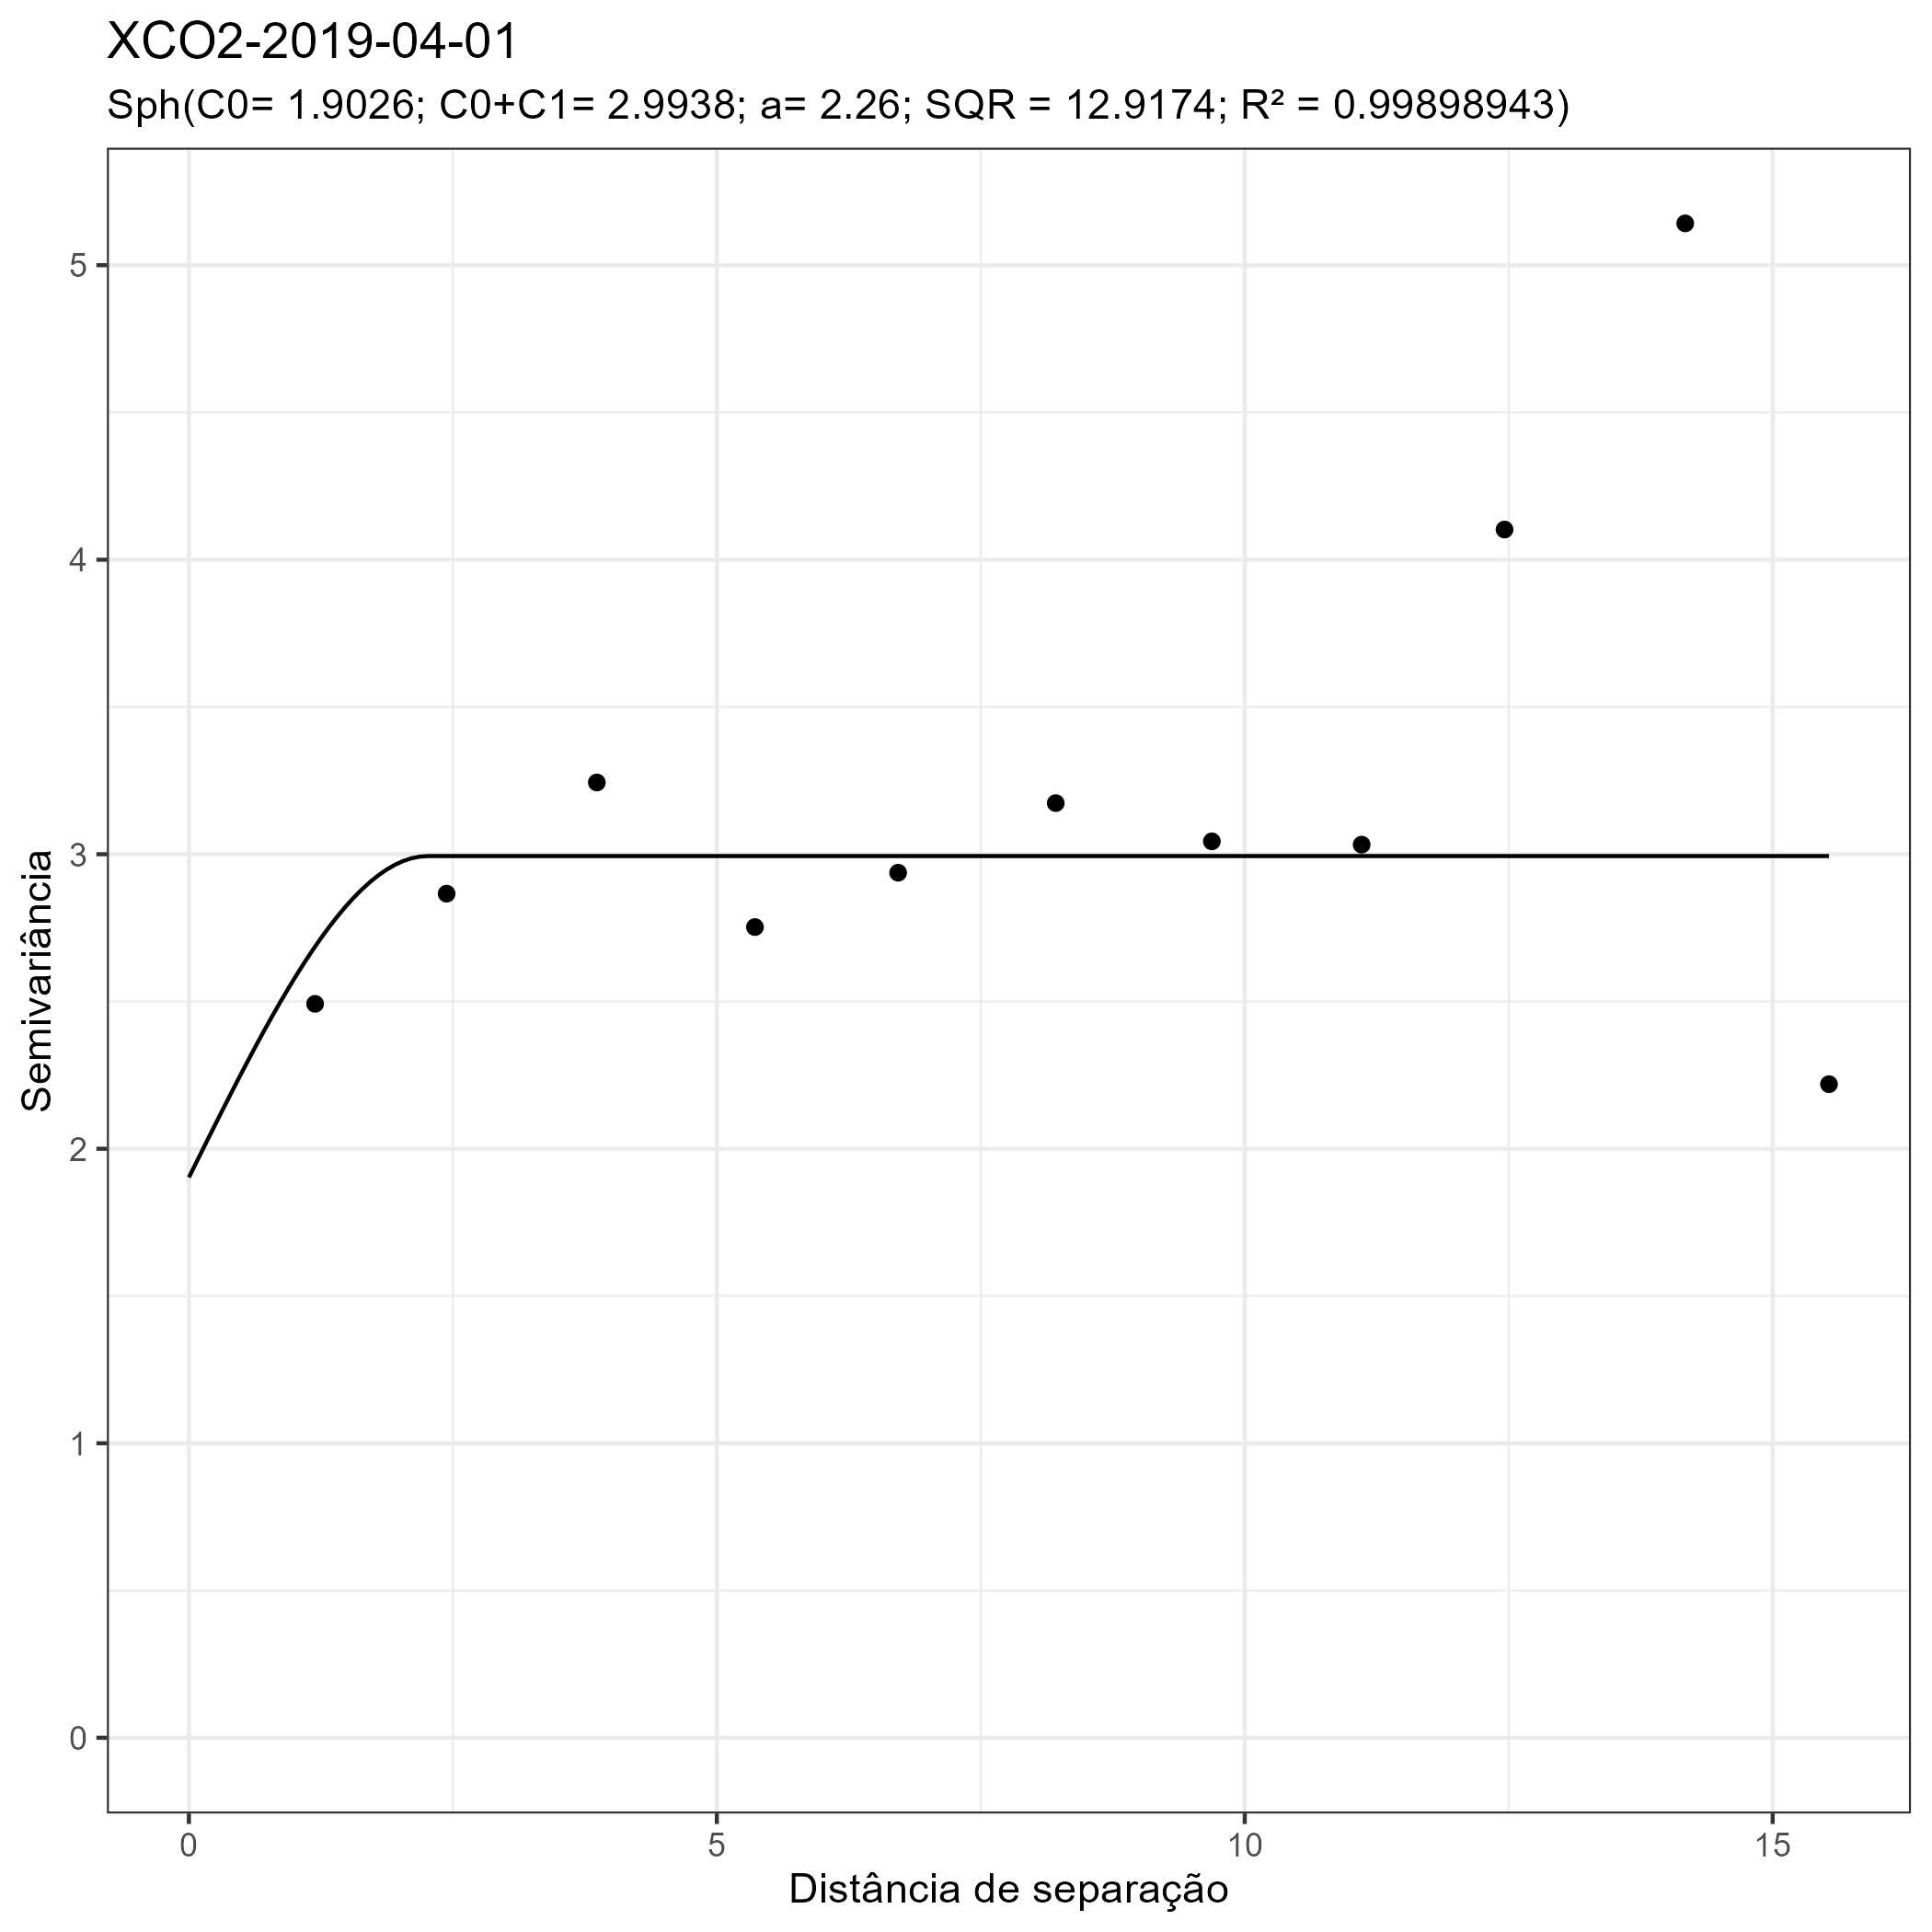 XCO2-2019-04-01
Sph(C0= 1.9026; C0+C1= 2.9938; a= 2.26; SQR = 12.9174; R² = 0.99898943)
Semivariância
5
4
3
2
1
0
0 5 10 15
Distância de separação